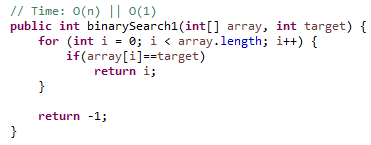 // Time: O(n) || O(1)
public int binarySearch1(int[] array, int target) {
    for (int i = 0; i < array.length; i++) {
        if(array[i]==target)
            return i;
    }

    return -1;
}